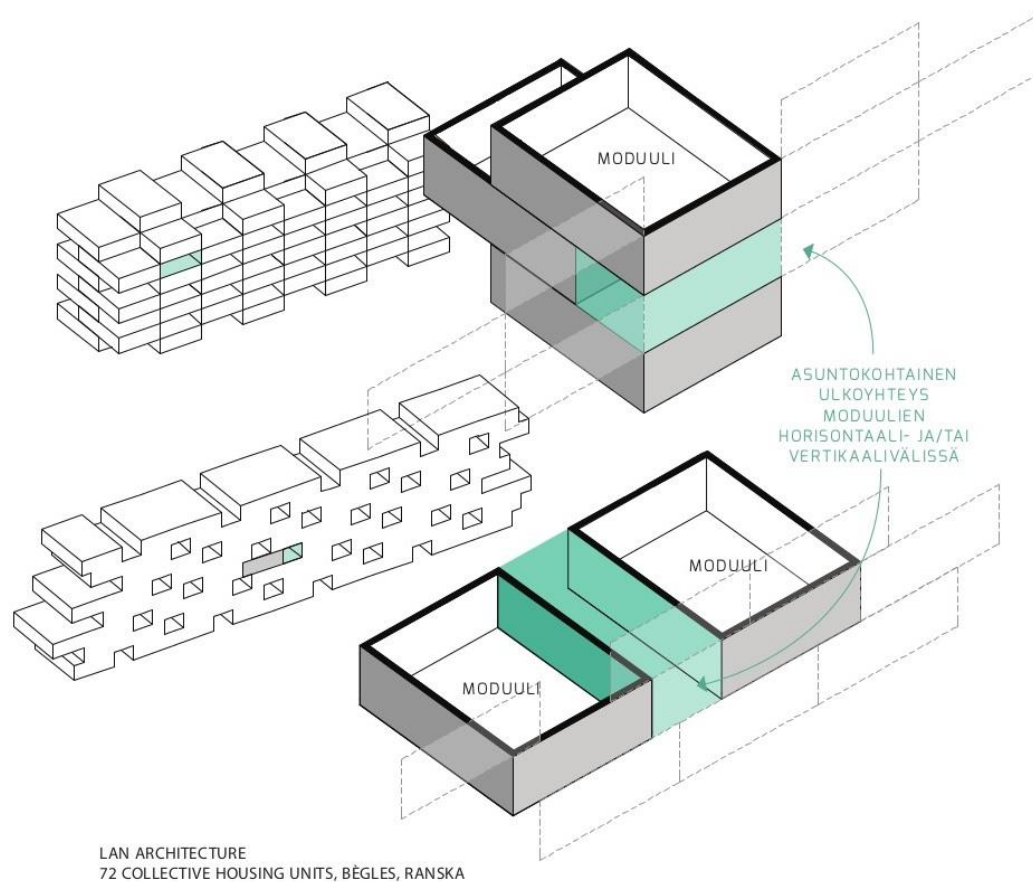 MODUULI
ASUNTOKOHTAINEN
ULKOYHTEYS
MODUULIEN
HORISONTAALI- JA/TAI
VERTIKAALIVÄLISSÄ
MODUULI
MODUULI
LAN ARCHITECTURE
72 COLLECTIVE HOUSING UNITS, BÈGLES, RANSKA